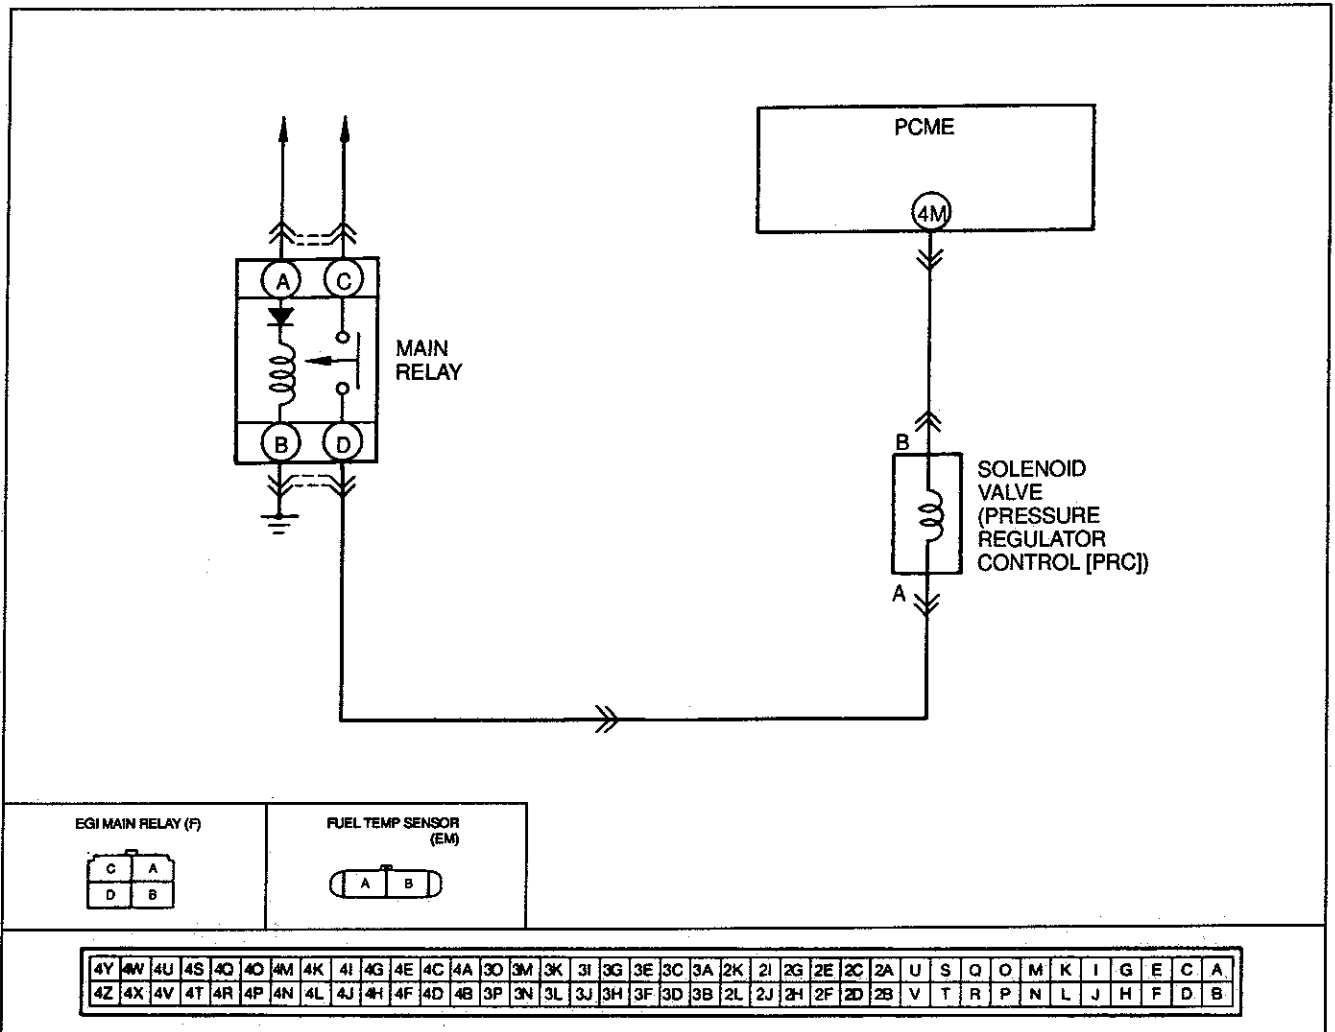 PCME
4M
A C
MAIN
RELAY
B D
B
SOLENOID
VALVE
(PRESSURE
REGULATOR
CONTROL [PRC])
A
EGI MAIN RELAY (F)
C A
D B
FUEL TEMP SENSOR
(EM)
A B
4Y 4W 4U 4S 4Q 4O 4M 4K 4I 4G 4E 4C 4A 3O 3M 3K 3I 3G 3E 3C 3A 2K 2I 2G 2E 2C 2A U S Q O M K I G E C A
4Z 4X 4V 4T 4R 4P 4N 4L 4J 4H 4F 4D 4B 3P 3N 3L 3J 3H 3F 3D 3B 2L 2J 2H 2F 2D 2B V T R P N L J H F D B